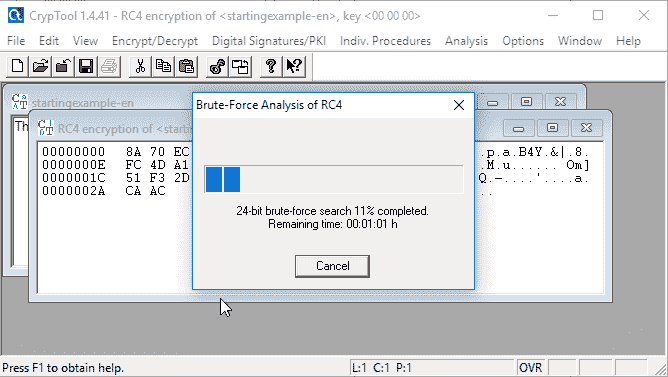 CrypTool 1.4.41 - RC4 encryption of <startingexample-en>, key <00 00 00>
File Edit View Encrypt/Decrypt Digital Signatures/PKI Indiv. Procedures Analysis Options Window Help
startingexample-en
Th
RC4 encryption of <starti
Brute-Force Analysis of RC4
00000000 8A 70 EC .p.a.B4Y.&|.8.
0000000E FC 4D A1 .M.u...... Om]
0000001C 51 F3 2D Q.-....'....a.
0000002A CA AC ..
24-bit brute-force search 11% completed.
Remaining time: 00:01:01 h
Cancel
Press F1 to obtain help. L:1 C:1 P:1 OVR